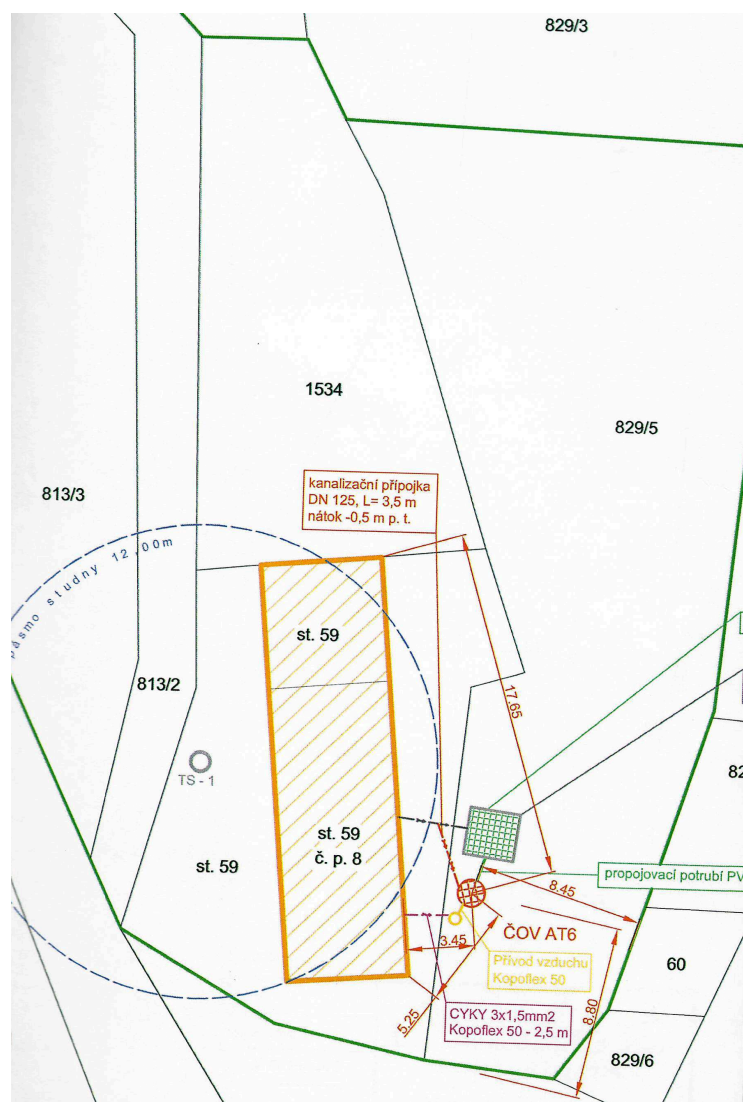 829/3
1534
829/5
kanalizační přípojka
DN 125, L= 3,5 m
nátok -0,5 m p. t.
813/3
pásmo studny 12,00m
st. 59
813/2
17.65
TS - 1
st. 59
č. p. 8
st. 59
propojovací potrubí PV
8.45
ČOV AT6
3.45
Přívod vzduchu
Kopoflex 50
60
CYKY 3x1,5mm2
Kopoflex 50 - 2,5 m
5.25
8.80
829/6